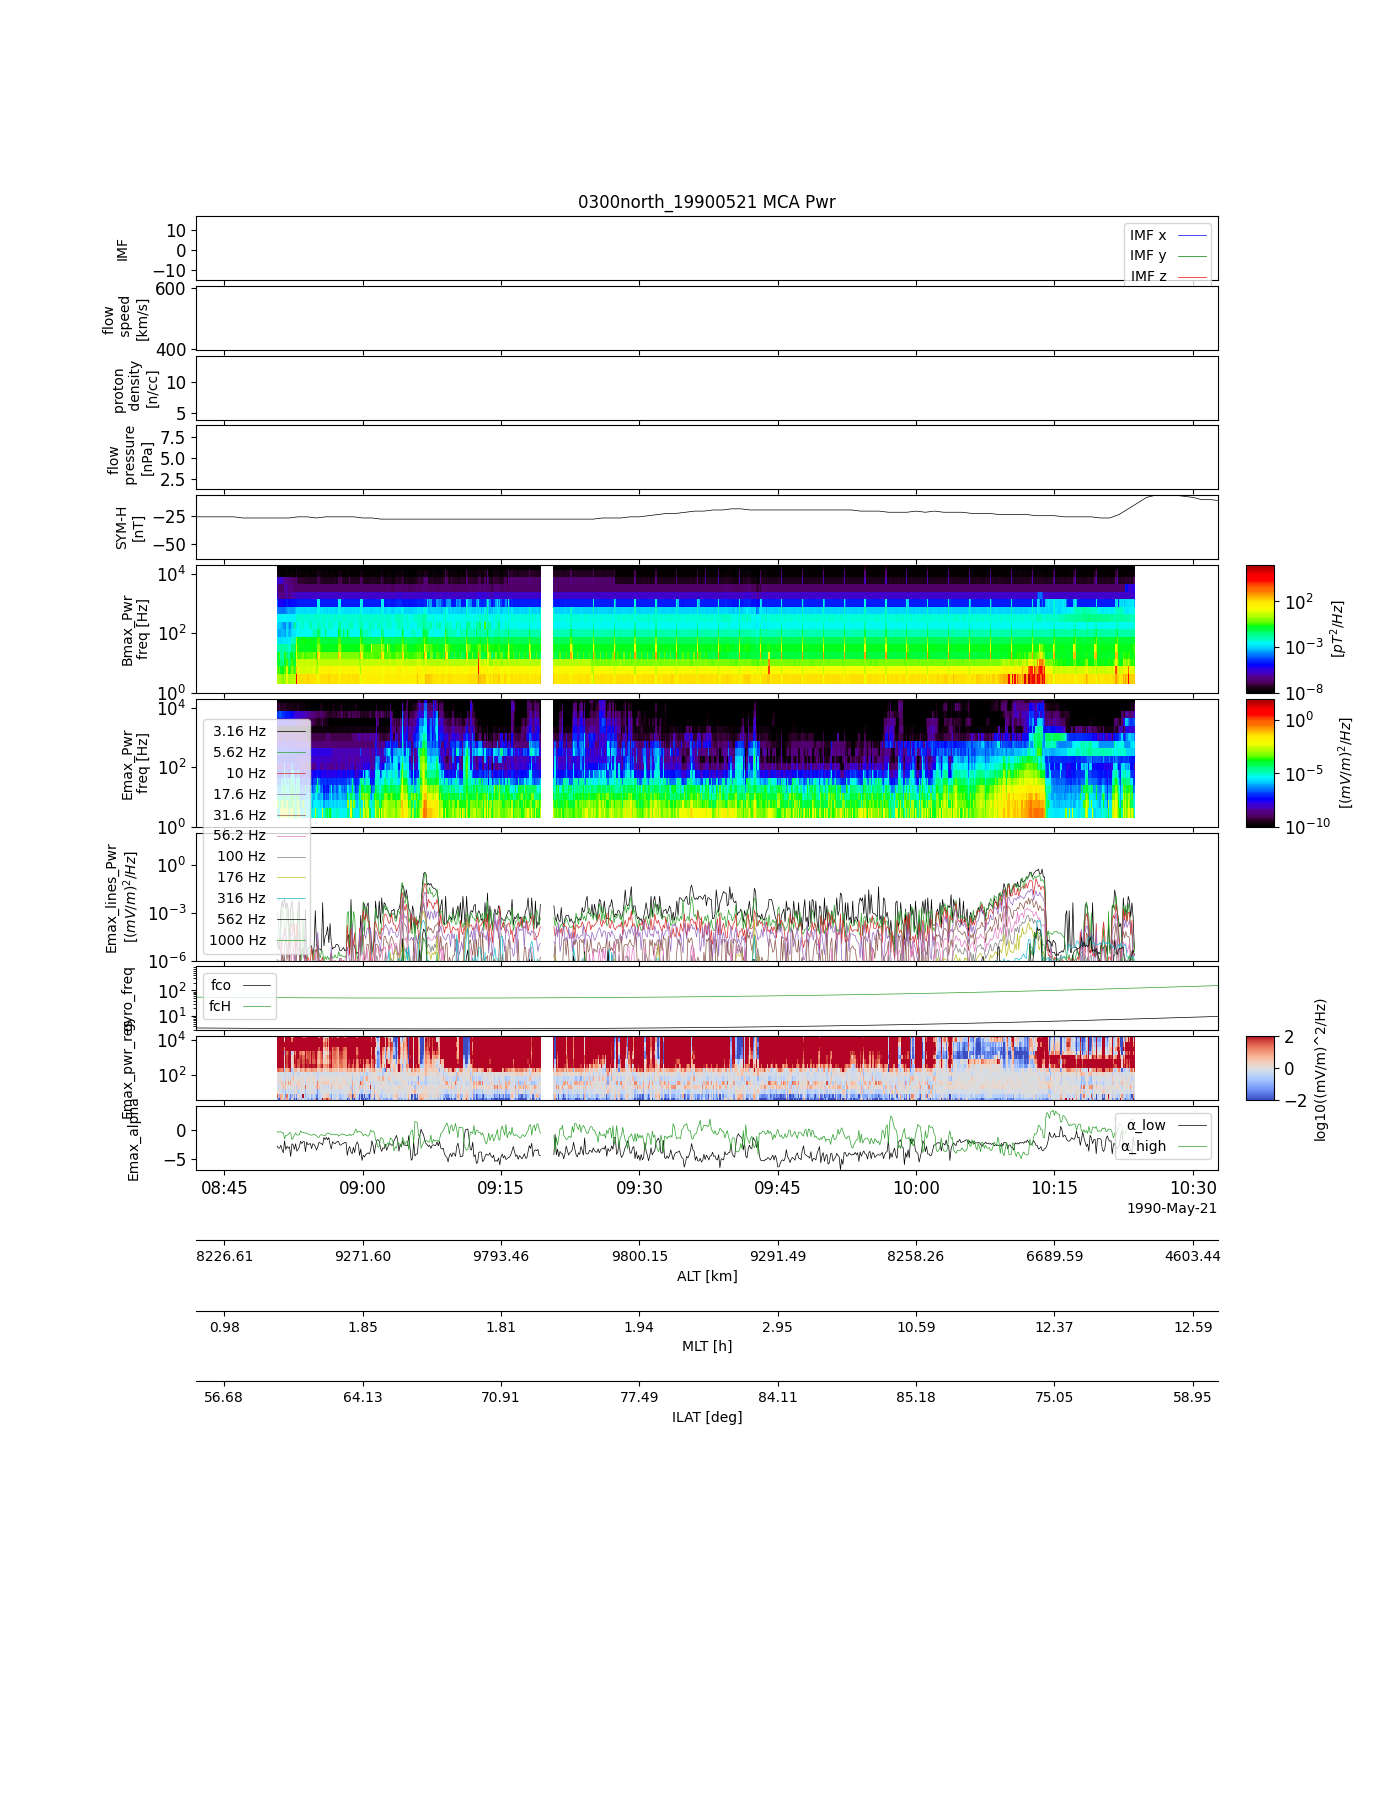 0300north_19900521 MCA Pwr
IMF
10
0
−10
IMF x
IMF y
IMF z
flow
speed
[km/s]
600
400
proton
density
[n/cc]
10
5
flow
pressure
[nPa]
7.5
5.0
2.5
SYM-H
[nT]
−25
−50
Bmax_Pwr
freq [Hz]
10^4
10^2
10^0
10^2
10^−3
10^−8
[pT^2/Hz]
Emax_Pwr
freq [Hz]
10^4
10^2
10^0
10^0
10^−5
10^−10
[(mV/m)^2/Hz]
3.16 Hz
5.62 Hz
10 Hz
17.6 Hz
31.6 Hz
56.2 Hz
100 Hz
176 Hz
316 Hz
562 Hz
1000 Hz
Emax_lines_Pwr
[(mV/m)^2/Hz]
10^0
10^−3
10^−6
gyro_freq
10^2
10^1
fco
fcH
Emax_pwr_reg
10^4
10^2
2
0
−2
log10((mV/m)^2/Hz)
Emax_alpha
0
−5
α_low
α_high
08:45 09:00 09:15 09:30 09:45 10:00 10:15 10:30
1990-May-21
8226.61 9271.60 9793.46 9800.15 9291.49 8258.26 6689.59 4603.44
ALT [km]
0.98 1.85 1.81 1.94 2.95 10.59 12.37 12.59
MLT [h]
56.68 64.13 70.91 77.49 84.11 85.18 75.05 58.95
ILAT [deg]